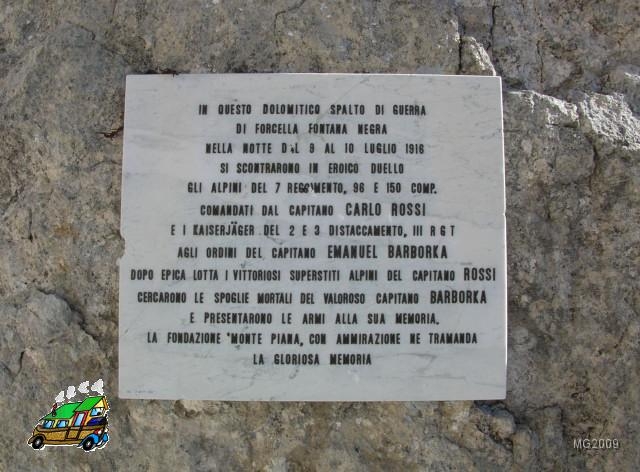 IN QUESTO DOLOMITICO SPALTO DI GUERRA
DI FORCELLA FONTANA NEGRA
NELLA NOTTE DAL 9 AL 10 LUGLIO 1916
SI SCONTRARONO IN EROICO DUELLO
GLI ALPINI DEL 7 REGGIMENTO, 96 E 150 COMP.
COMANDATI DAL CAPITANO CARLO ROSSI
E I KAISERJÄGER DEL 2 E 3 DISTACCAMENTO, III R G T
AGLI ORDINI DEL CAPITANO EMANUEL BARBORKA
DOPO EPICA LOTTA I VITTORIOSI SUPERSTITI ALPINI DEL CAPITANO ROSSI
CERCARONO LE SPOGLIE MORTALI DEL VALOROSO CAPITANO BARBORKA
E PRESENTARONO LE ARMI ALLA SUA MEMORIA.
LA FONDAZIONE "MONTE PIANA, CON AMMIRAZIONE NE TRAMANDA
LA GLORIOSA MEMORIA
MG2009